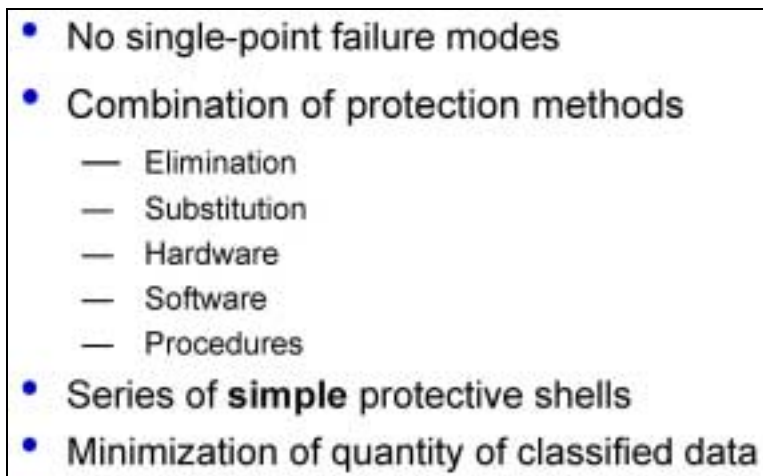 • No single-point failure modes
• Combination of protection methods
— Elimination
— Substitution
— Hardware
— Software
— Procedures
• Series of simple protective shells
• Minimization of quantity of classified data